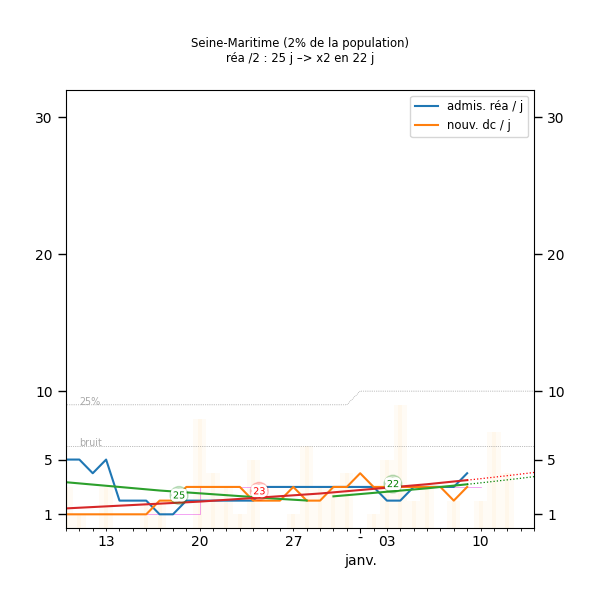 Seine-Maritime (2% de la population)
réa /2 : 25 j –> x2 en 22 j
admis. réa / j
nouv. dc / j
30 30
20 20
10 10
25%
bruit
5 5
25 23 22
1 1
13 20 27 - 03 10
janv.